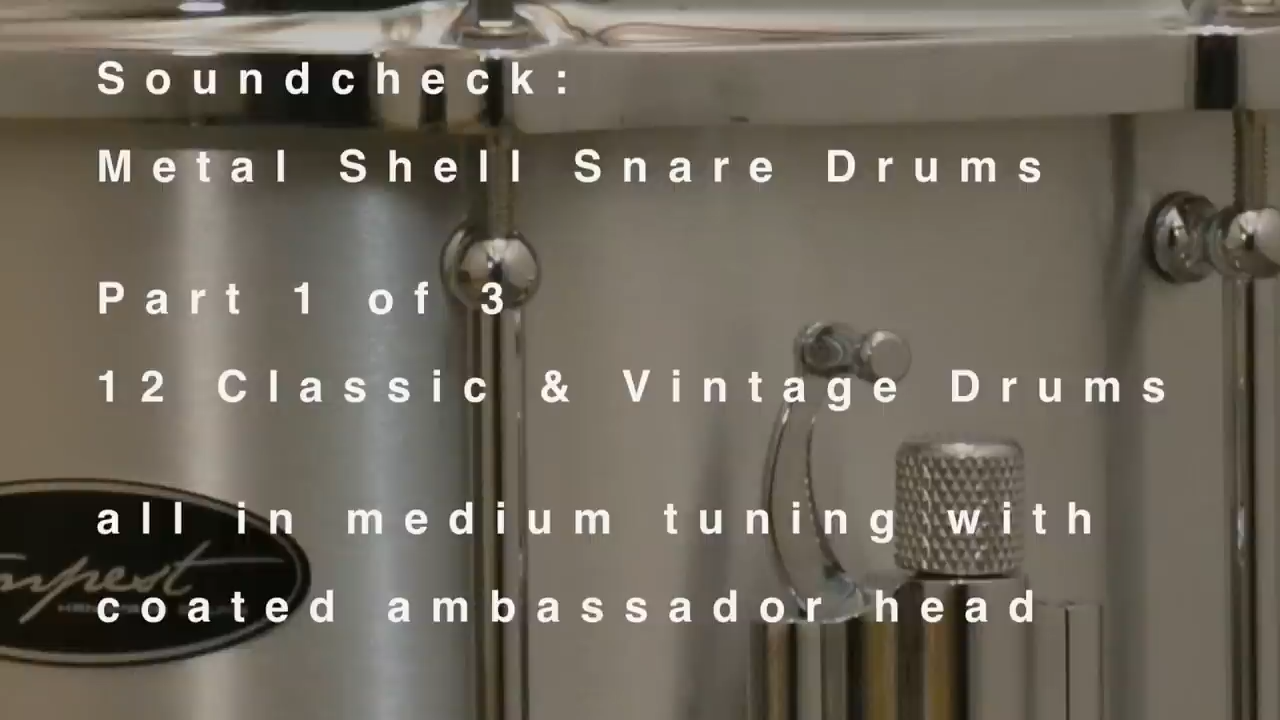 Soundcheck:
Metal Shell Snare Drums
Part 1 of 3
12 Classic & Vintage Drums
all in medium tuning with
coated ambassador head